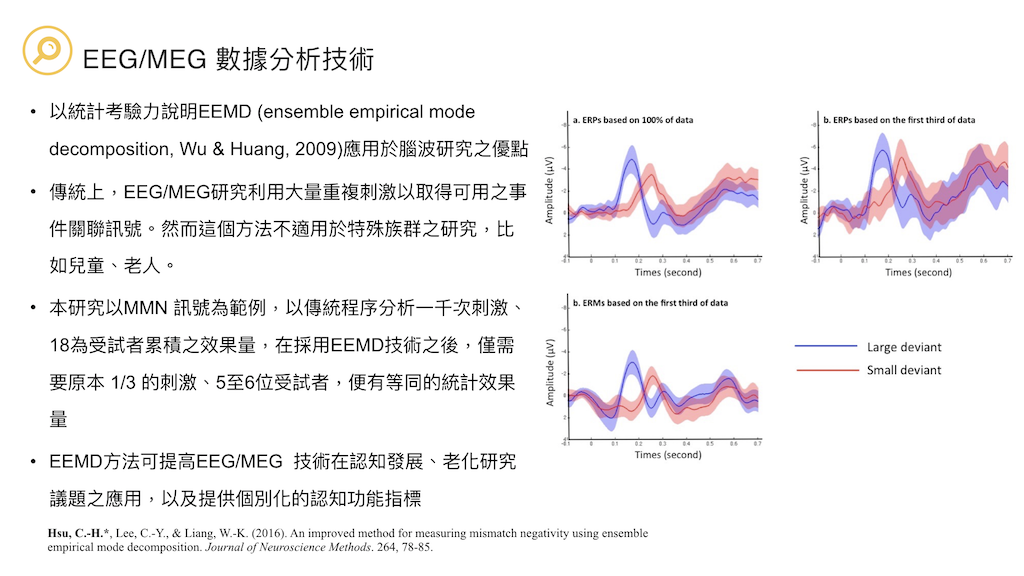 EEG/MEG 數據分析技術
• 以統計考驗力說明EEMD (ensemble empirical mode
decomposition, Wu & Huang, 2009)應用於腦波研究之優點
• 傳統上，EEG/MEG研究利用大量重複刺激以取得可用之事
件關聯訊號。然而這個方法不適用於特殊族群之研究，比
如兒童、老人。
• 本研究以MMN 訊號為範例，以傳統程序分析一千次刺激、
18為受試者累積之效果量，在採用EEMD技術之後，僅需
要原本 1/3 的刺激、5至6位受試者，便有等同的統計效果
量
• EEMD方法可提高EEG/MEG 技術在認知發展、老化研究
議題之應用，以及提供個別化的認知功能指標
a. ERPs based on 100% of data
Amplitude (µV)
-8
-6
-4
-2
0
2
4
-0.1 0 0.1 0.2 0.3 0.4 0.5 0.6 0.7
Times (second)
b. ERPs based on the first third of data
Amplitude (µV)
-8
-6
-4
-2
0
2
4
-0.1 0 0.1 0.2 0.3 0.4 0.5 0.6 0.7
Times (second)
b. ERMs based on the first third of data
Amplitude (µV)
-8
-6
-4
-2
0
2
4
-0.1 0 0.1 0.2 0.3 0.4 0.5 0.6 0.7
Times (second)
Large deviant
Small deviant
Hsu, C.-H.*, Lee, C.-Y., & Liang, W.-K. (2016). An improved method for measuring mismatch negativity using ensemble
empirical mode decomposition. Journal of Neuroscience Methods. 264, 78-85.